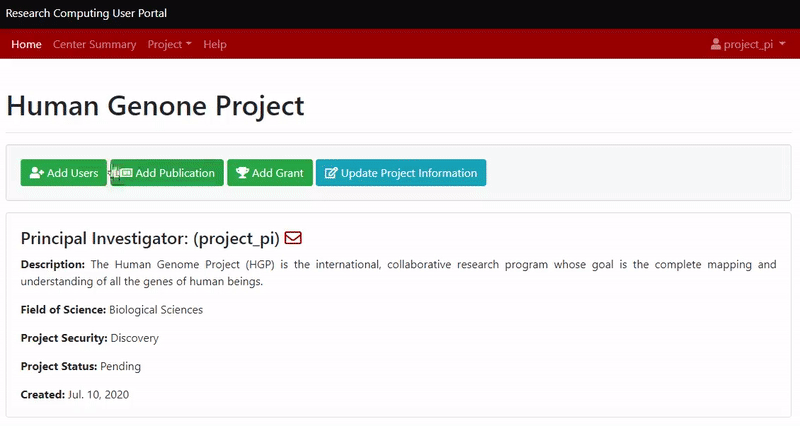 Research Computing User Portal
Home Center Summary Project Help project_pi
Human Genone Project
Add Users Add Publication Add Grant Update Project Information
Principal Investigator: (project_pi)
Description: The Human Genome Project (HGP) is the international, collaborative research program whose goal is the complete mapping and
understanding of all the genes of human beings.
Field of Science: Biological Sciences
Project Security: Discovery
Project Status: Pending
Created: Jul. 10, 2020